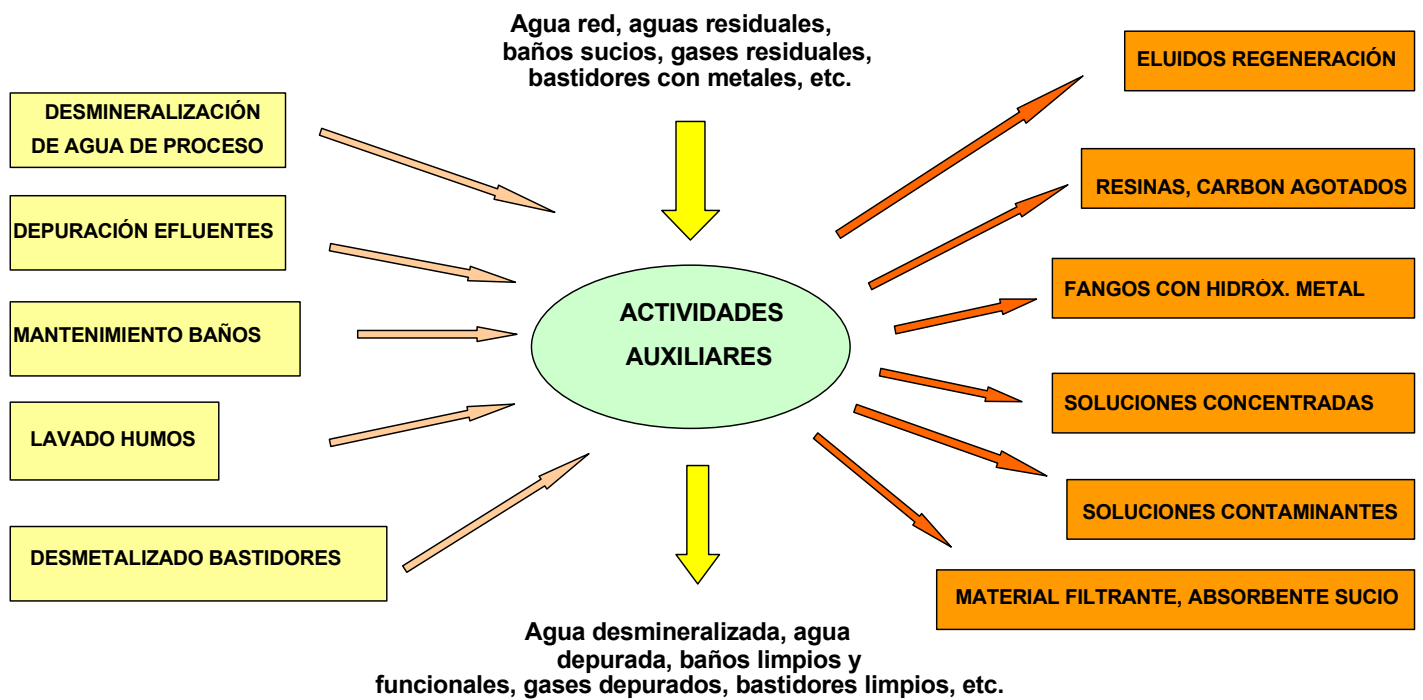 Agua red, aguas residuales,
baños sucios, gases residuales,
bastidores con metales, etc.
DESMINERALIZACIÓN
DE AGUA DE PROCESO
DEPURACIÓN EFLUENTES
MANTENIMIENTO BAÑOS
LAVADO HUMOS
DESMETALIZADO BASTIDORES
ACTIVIDADES
AUXILIARES
ELUIDOS REGENERACIÓN
RESINAS, CARBON AGOTADOS
FANGOS CON HIDRÓX. METAL
SOLUCIONES CONCENTRADAS
SOLUCIONES CONTAMINANTES
MATERIAL FILTRANTE, ABSORBENTE SUCIO
Agua desmineralizada, agua
depurada, baños limpios y
funcionales, gases depurados, bastidores limpios, etc.